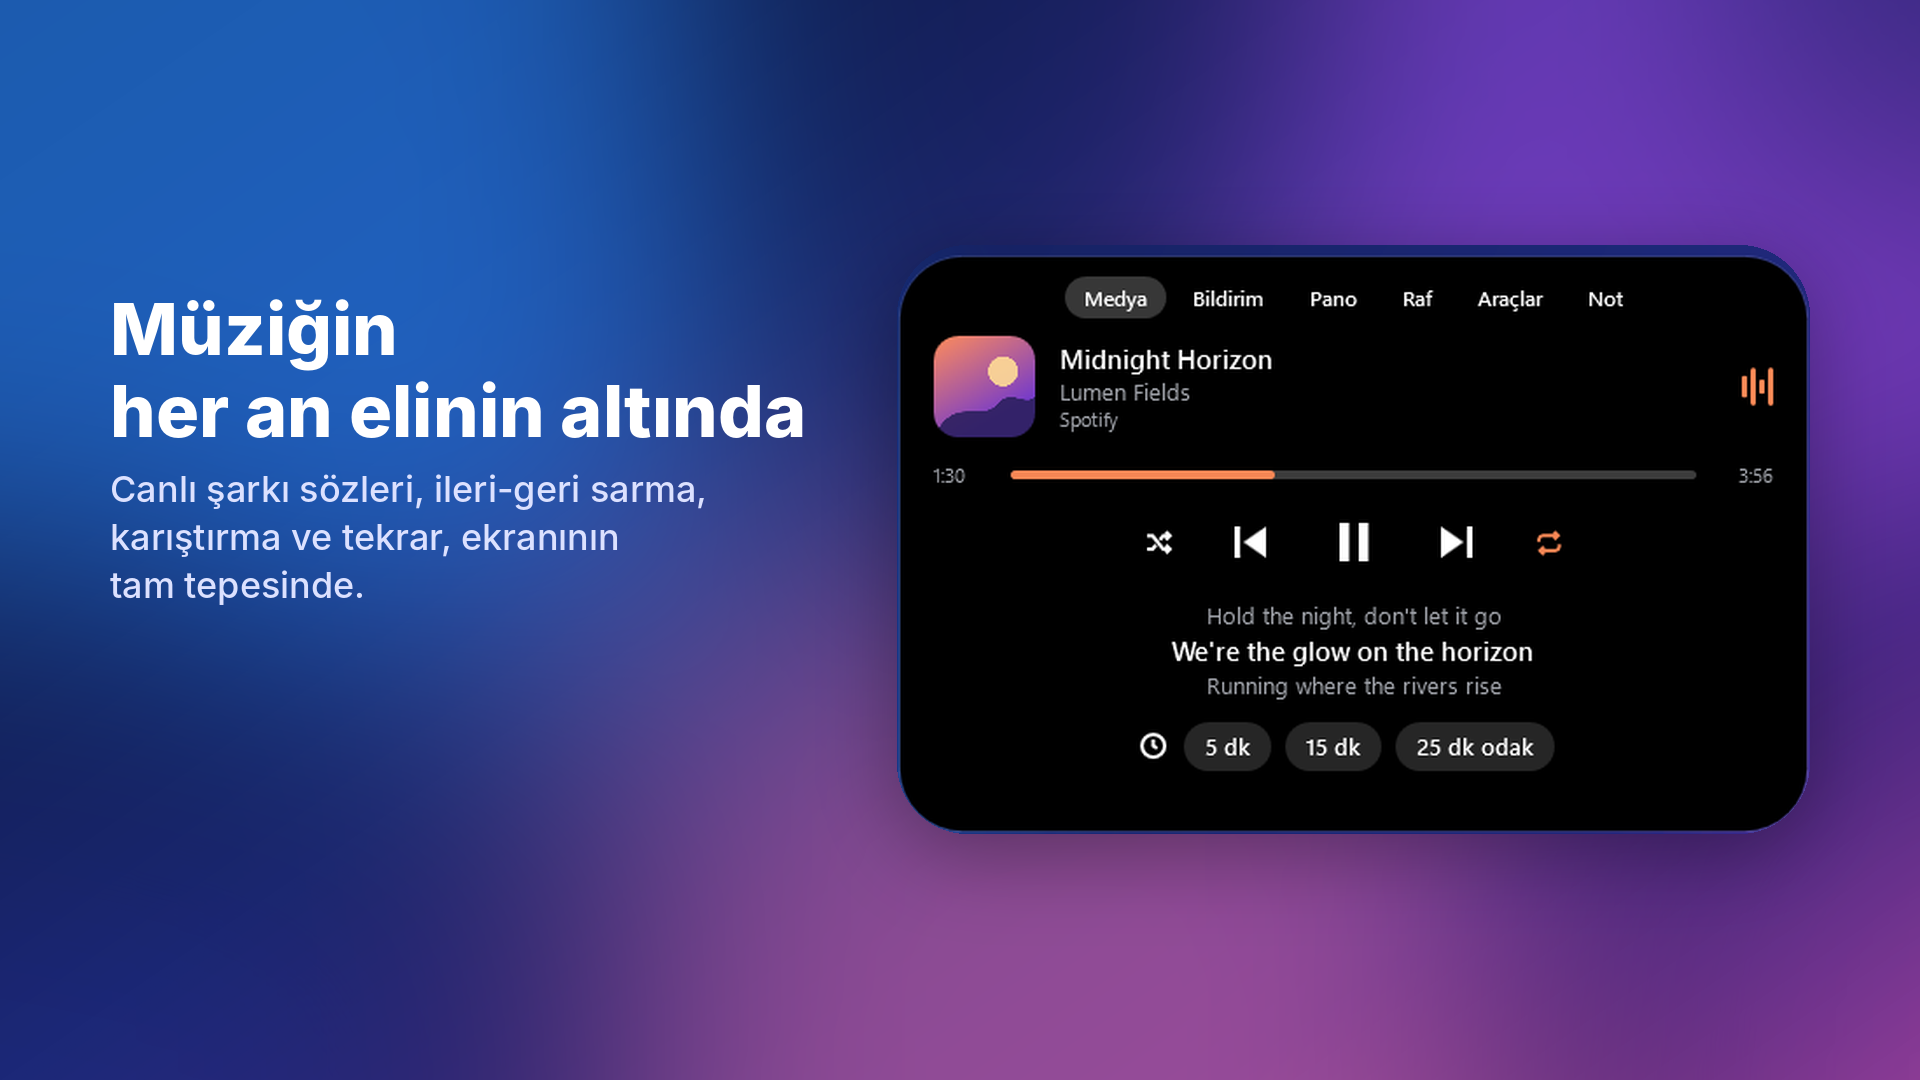 Müziğin
her an elinin altında
Canlı şarkı sözleri, ileri-geri sarma,
karıştırma ve tekrar, ekranının
tam tepesinde.
Medya Bildirim Pano Raf Araçlar Not
Midnight Horizon
Lumen Fields
Spotify
1:30 3:56
Hold the night, don't let it go
We're the glow on the horizon
Running where the rivers rise
5 dk 15 dk 25 dk odak